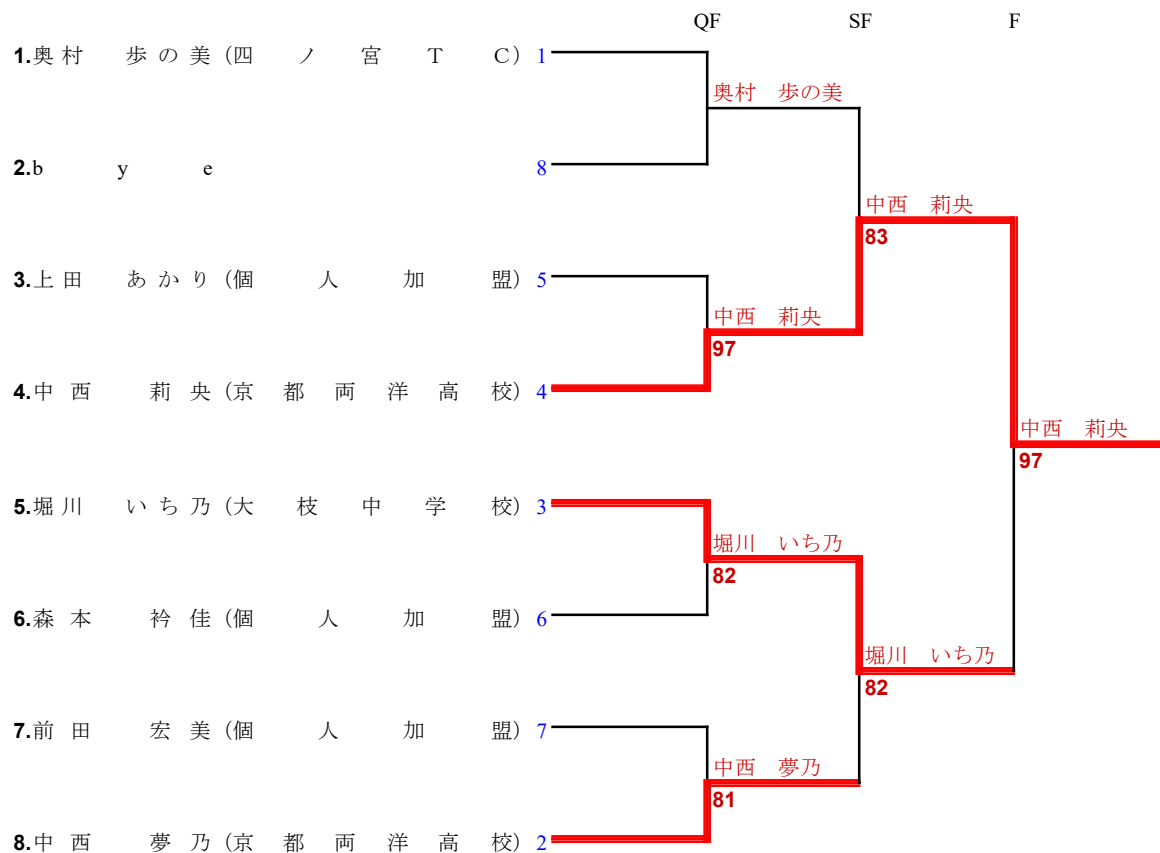 QF SF F
1.奥村 歩の美(四ノ宮TC) 1
奥村 歩の美
2.bye 8
中西 莉央
83
3.上田 あかり(個人加盟) 5
中西 莉央
97
4.中西 莉央(京都両洋高校) 4
中西 莉央
97
5.堀川 いち乃(大枝中学校) 3
堀川 いち乃
82
6.森本 衿佳(個人加盟) 6
堀川 いち乃
82
7.前田 宏美(個人加盟) 7
中西 夢乃
81
8.中西 夢乃(京都両洋高校) 2